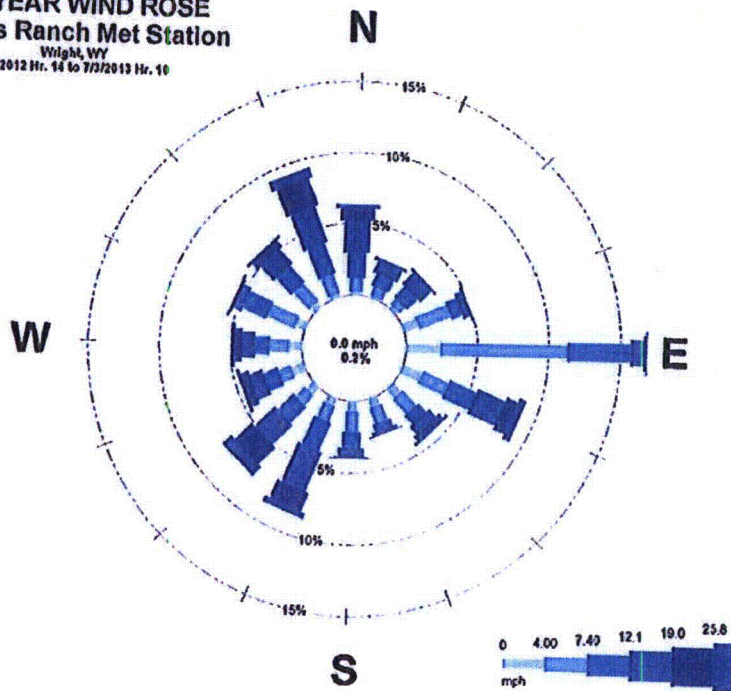 YEAR WIND ROSE
s Ranch Met Station
Wright, WY
2012 Hr. 14 to 7/3/2013 Hr. 10
N
15%
10%
5%
W
0.0 mph
0.2%
E
5%
10%
15%
S
0 4.00 7.40 12.1 19.0 25.8
mph